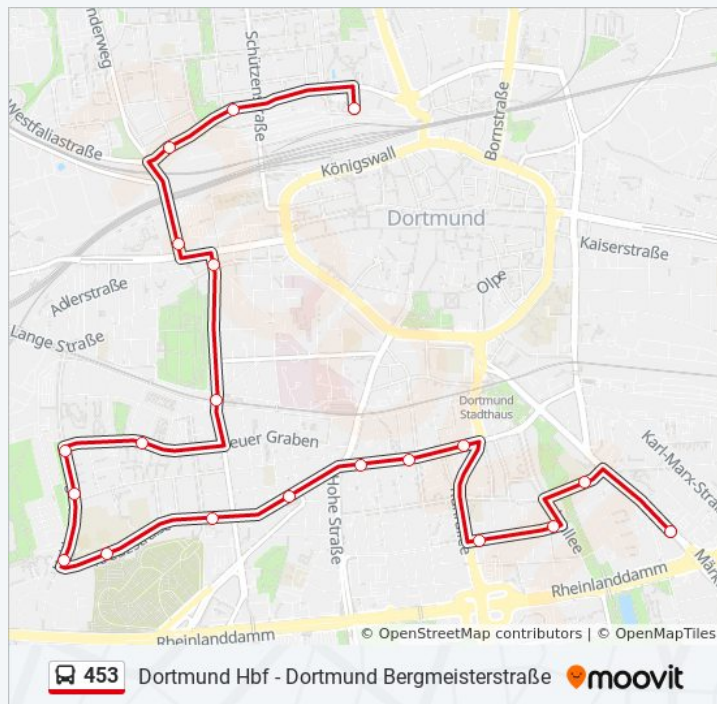 nderweg
Schützenstraße
Westfaliastraße
Bornstraße
Königswall
Dortmund
Kaiserstraße
Olpe
Adlerstraße
Lange Straße
Dortmund
Stadthaus
euer Graben
Karl-Marx-Stra
Hohe Straße
Rheinlanddamm
Märk
Rheinlanddamm
© OpenStreetMap contributors | © OpenMapTiles
453 Dortmund Hbf - Dortmund Bergmeisterstraße moovit